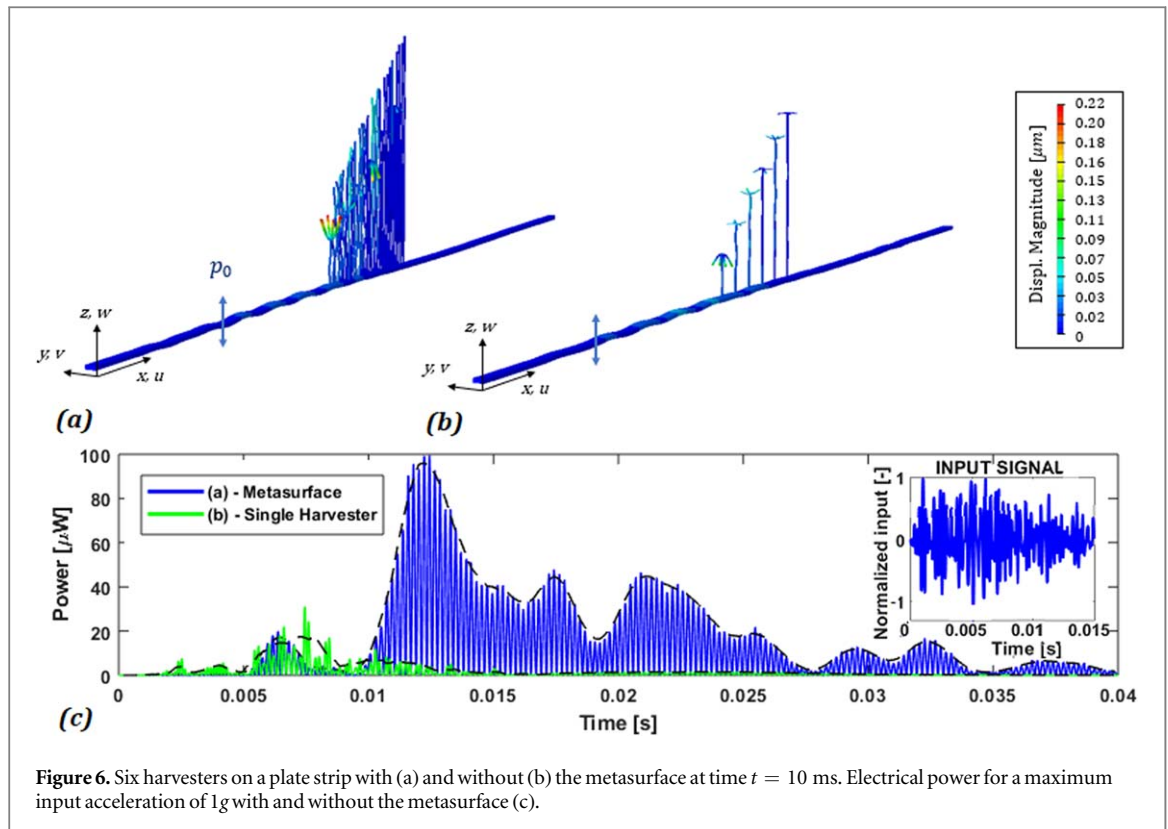 p₀
z, w
y, v
x, u
(a)
z, w
y, v
x, u
(b)
Displ. Magnitude [μm]
0.22
0.20
0.18
0.16
0.15
0.13
0.11
0.09
0.07
0.05
0.03
0.02
0
100
80
60
40
20
0
Power [μW]
(a) - Metasurface
(b) - Single Harvester
INPUT SIGNAL
Normalized input [-]
1
0
-1
0 0.005 0.01 0.015
Time [s]
0 0.005 0.01 0.015 0.02 0.025 0.03 0.035 0.04
Time [s]
(c)
Figure 6. Six harvesters on a plate strip with (a) and without (b) the metasurface at time t = 10 ms. Electrical power for a maximum
input acceleration of 1g with and without the metasurface (c).